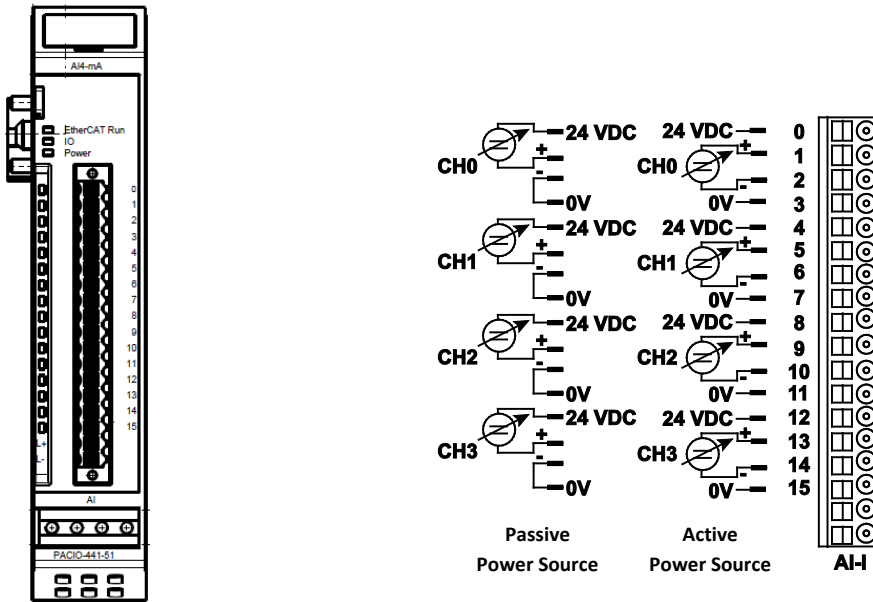 AI4-mA
EtherCAT Run
IO
Power
0
1
2
3
4
5
6
7
8
9
10
11
12
13
14
15
L+
L-
AI
PACIO-441-51
24 VDC
CH0
+
-
0V
24 VDC
CH1
+
-
0V
24 VDC
CH2
+
-
0V
24 VDC
CH3
+
-
0V
Passive
Power Source
24 VDC
CH0
+
-
0V
24 VDC
CH1
+
-
0V
24 VDC
CH2
+
-
0V
24 VDC
CH3
+
-
0V
Active
Power Source
0
1
2
3
4
5
6
7
8
9
10
11
12
13
14
15
AI-I